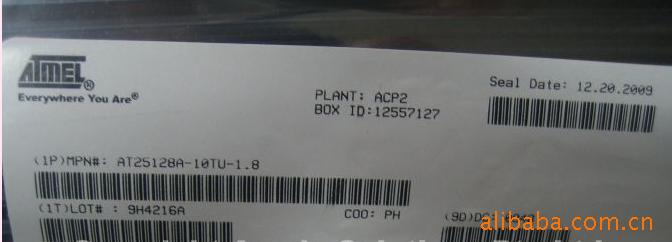 ATMEL®
Everywhere You Are®
PLANT: ACP2
BOX ID:12557127
Seal Date: 12.20.2009
(1P)MPN#: AT25128A-10TU-1.8
(1T)LOT# : 9H4216A
COO: PH
alibaba.com.cn